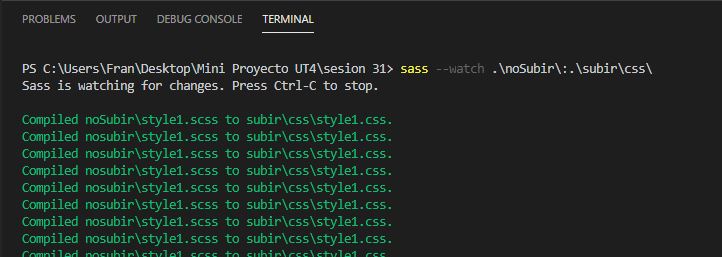 PROBLEMS OUTPUT DEBUG CONSOLE TERMINAL
PS C:\Users\Fran\Desktop\Mini Proyecto UT4\sesion 31> sass --watch .\noSubir\:.\subir\css\
Sass is watching for changes. Press Ctrl-C to stop.
Compiled noSubir\style1.scss to subir\css\style1.css.
Compiled noSubir\style1.scss to subir\css\style1.css.
Compiled nosubir\style1.scss to subir\css\style1.css.
Compiled nosubir\style1.scss to subir\css\style1.css.
Compiled nosubir\style1.scss to subir\css\style1.css.
Compiled nosubir\style1.scss to subir\css\style1.css.
Compiled nosubir\style1.scss to subir\css\style1.css.
Compiled nosubir\style1.scss to subir\css\style1.css.
Compiled nosubir\style1.scss to subir\css\style1.css.